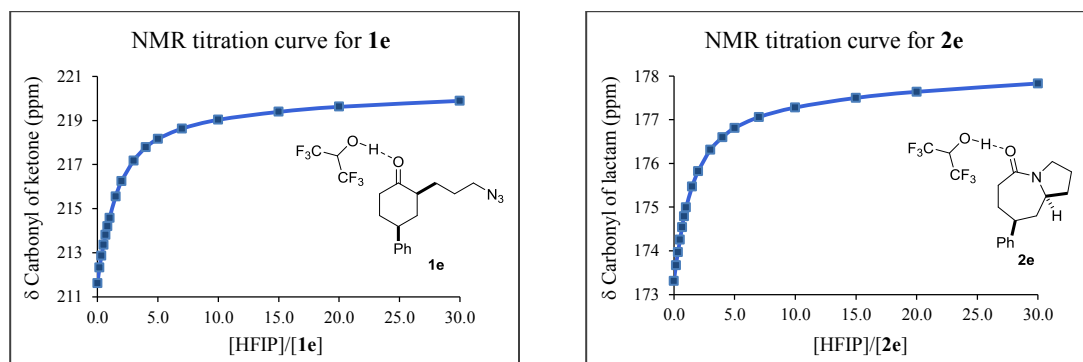 NMR titration curve for 1e
δ Carbonyl of ketone (ppm)
221
219
217
215
213
211
0.0 5.0 10.0 15.0 20.0 25.0 30.0
[HFIP]/[1e]
O H O
F3C
CF3
N3
Ph
1e
NMR titration curve for 2e
δ Carbonyl of lactam (ppm)
178
177
176
175
174
173
0.0 5.0 10.0 15.0 20.0 25.0 30.0
[HFIP]/[2e]
O H O
F3C
CF3
N
H
Ph
2e